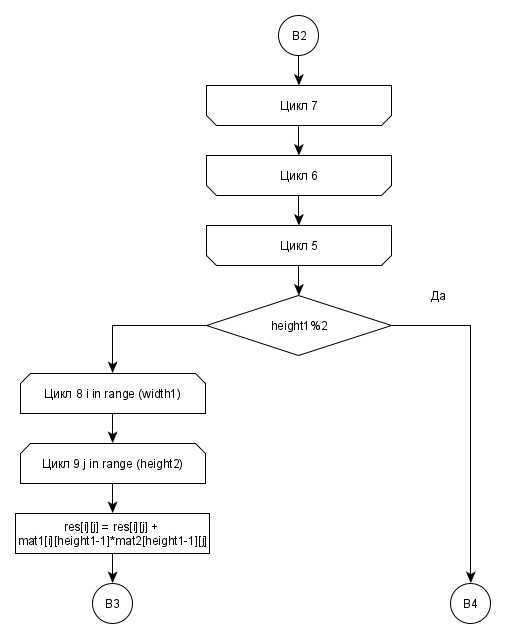 B2
Цикл 7
Цикл 6
Цикл 5
Да
height1%2
Цикл 8 i in range (width1)
Цикл 9 j in range (height2)
res[i][j] = res[i][j] +
mat1[i][height1-1]*mat2[height1-1][j]
B3
B4